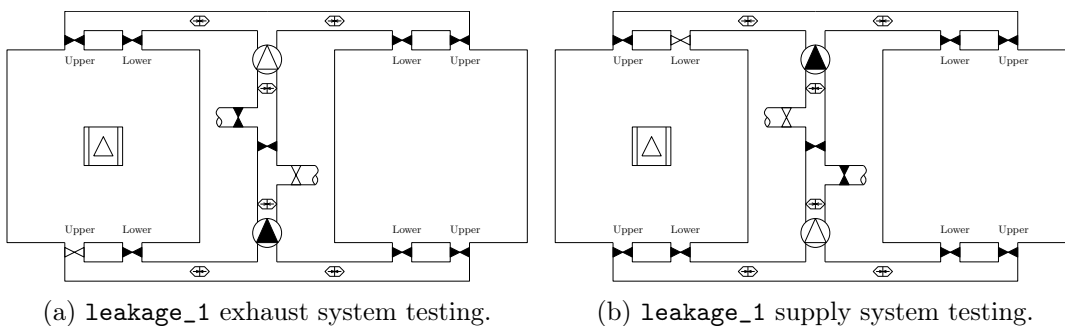 Upper Lower Lower Upper
Upper Lower Lower Upper
Upper Lower Lower Upper
Upper Lower Lower Upper
(a) leakage_1 exhaust system testing.
(b) leakage_1 supply system testing.